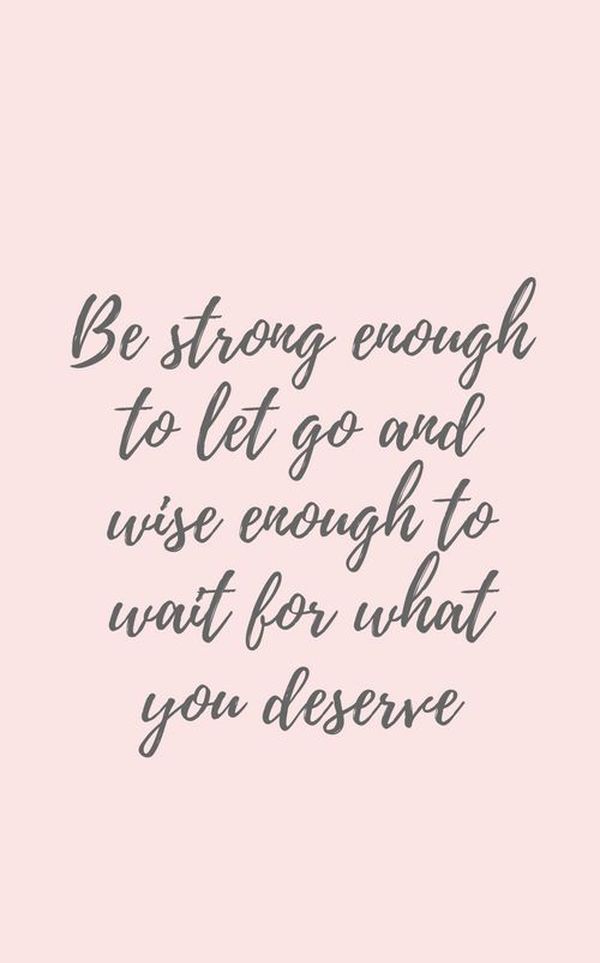 Be strong enough
to let go and
wise enough to
wait for what
you deserve